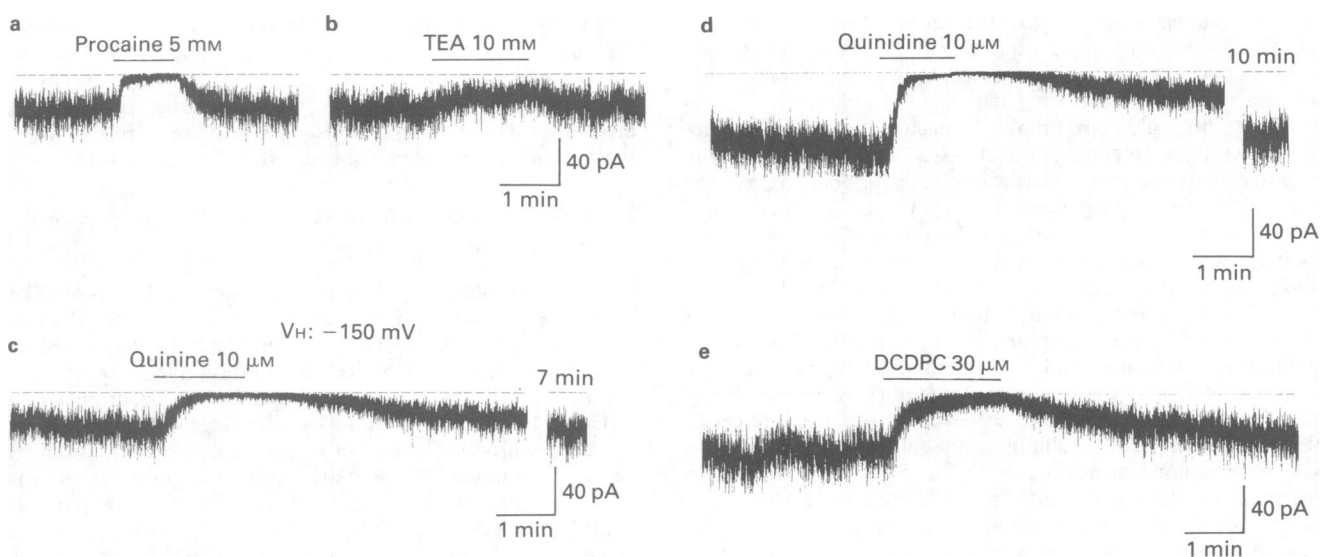 a
Procaine 5 mM
40 pA
1 min
b
TEA 10 mM
VH: −150 mV
c
Quinine 10 μM
7 min
40 pA
1 min
d
Quinidine 10 μM
10 min
40 pA
1 min
e
DCDPC 30 μM
40 pA
1 min